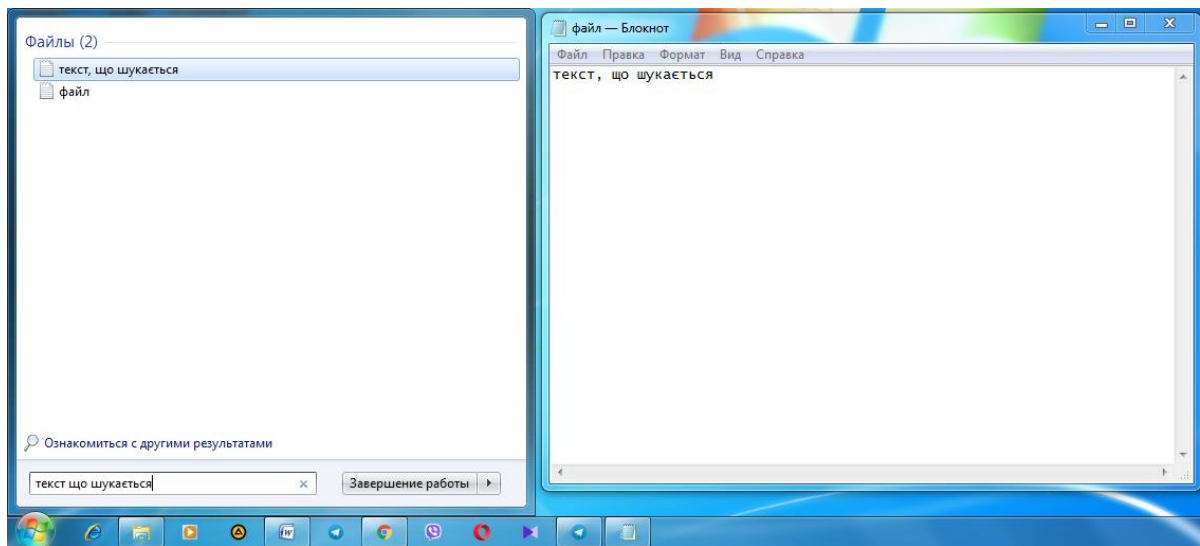 Файлы (2)
текст, що шукається
файл
Ознакомиться с другими результатами
текст що шукається
Завершение работы
файл — Блокнот
Файл Правка Формат Вид Справка
текст, що шукається